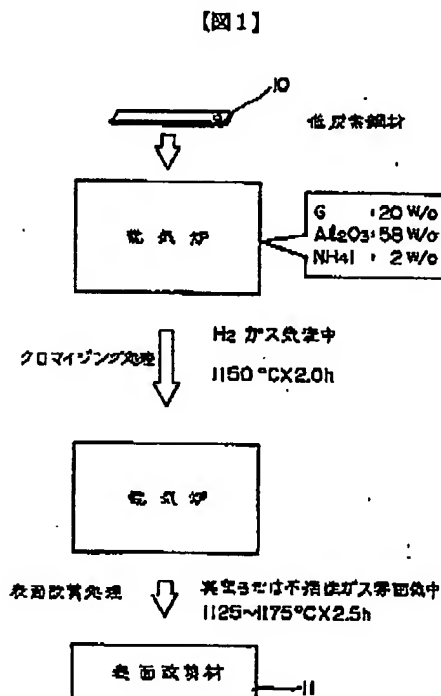 【図1】
10
低炭素鋼材
電気炉
G : 20 W/o
Al2O3: 58 W/o
NH4I : 2 W/o
H2 ガス気流中
クロマイジング処理
1150 °C×2.0h
電気炉
表面改質処理
真空または不活性ガス雰囲気中
1125~1175°C×2.5h
表面改質材
11